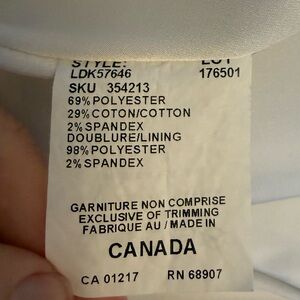 STYLE: LOT
LDK57646 176501
SKU 354213
69% POLYESTER
29% COTON/COTTON
2% SPANDEX
DOUBLURE/LINING
98% POLYESTER
2% SPANDEX
GARNITURE NON COMPRISE
EXCLUSIVE OF TRIMMING
FABRIQUE AU / MADE IN
CANADA
CA 01217 RN 68907